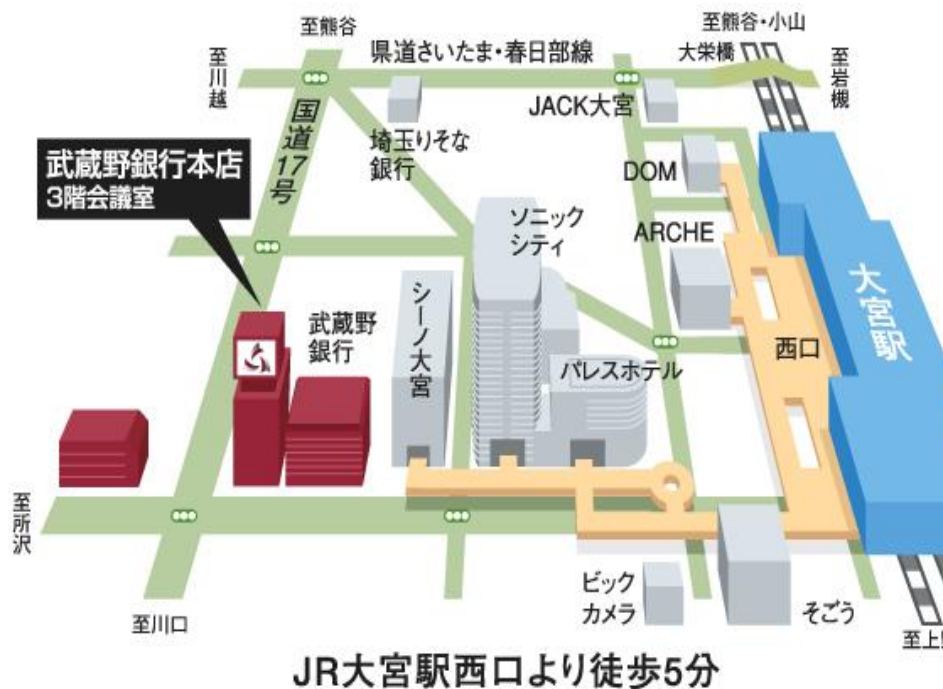 至熊谷
至熊谷・小山
県道さいたま・春日部線
大栄橋
至川越
至岩槻
国道17号
JACK大宮
埼玉りそな
銀行
武蔵野銀行本店
3階会議室
DOM
ソニック
シティ
ARCHE
大宮駅
シーノ大宮
武蔵野
銀行
西口
パレスホテル
至所沢
ビック
カメラ
そごう
至川口
至上
JR大宮駅西口より徒歩5分